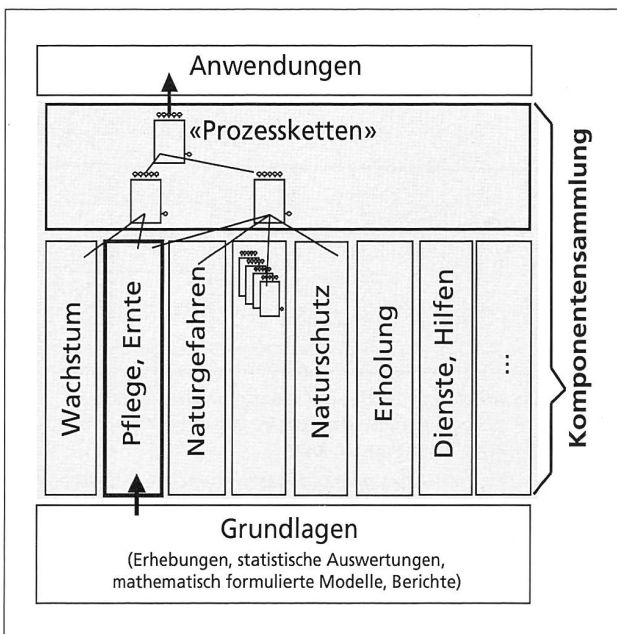 Anwendungen
«Prozessketten»
Wachstum
Pflege, Ernte
Naturgefahren
Naturschutz
Erholung
Dienste, Hilfen
...
Komponentensammlung
Grundlagen
(Erhebungen, statistische Auswertungen,
mathematisch formulierte Modelle, Berichte)